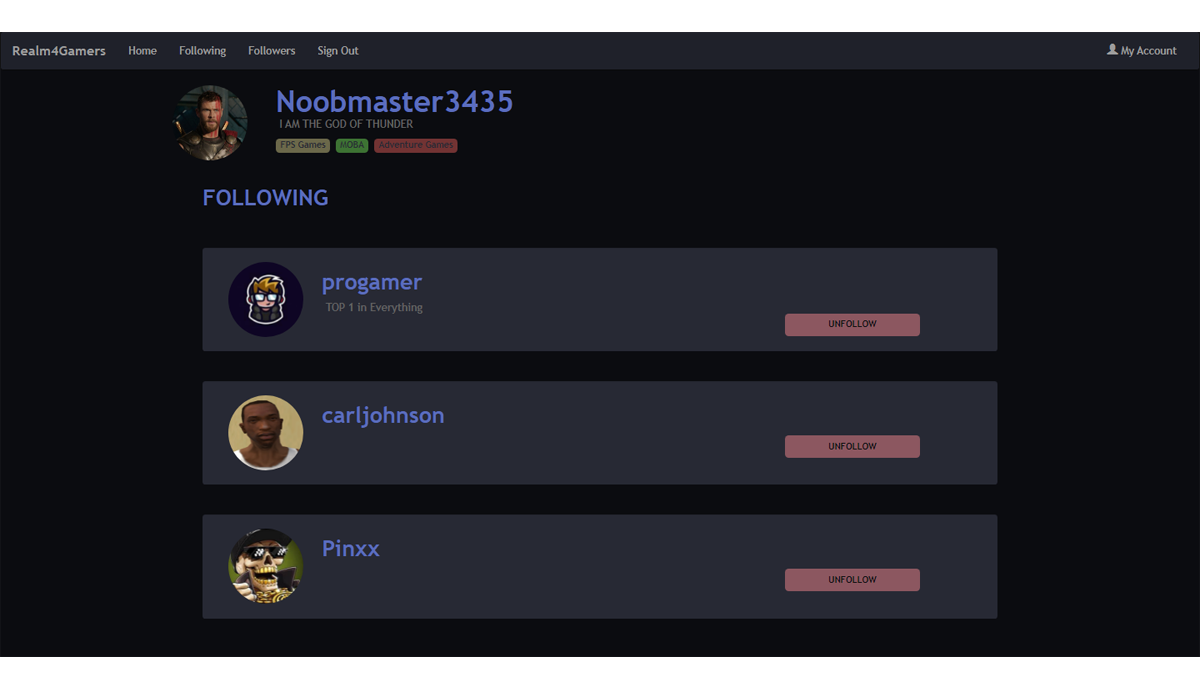 Realm4Gamers Home Following Followers Sign Out My Account
Noobmaster3435
I AM THE GOD OF THUNDER
FPS Games MOBA Adventure Games
FOLLOWING
progamer
TOP 1 in Everything
UNFOLLOW
carljohnson
UNFOLLOW
Pinxx
UNFOLLOW